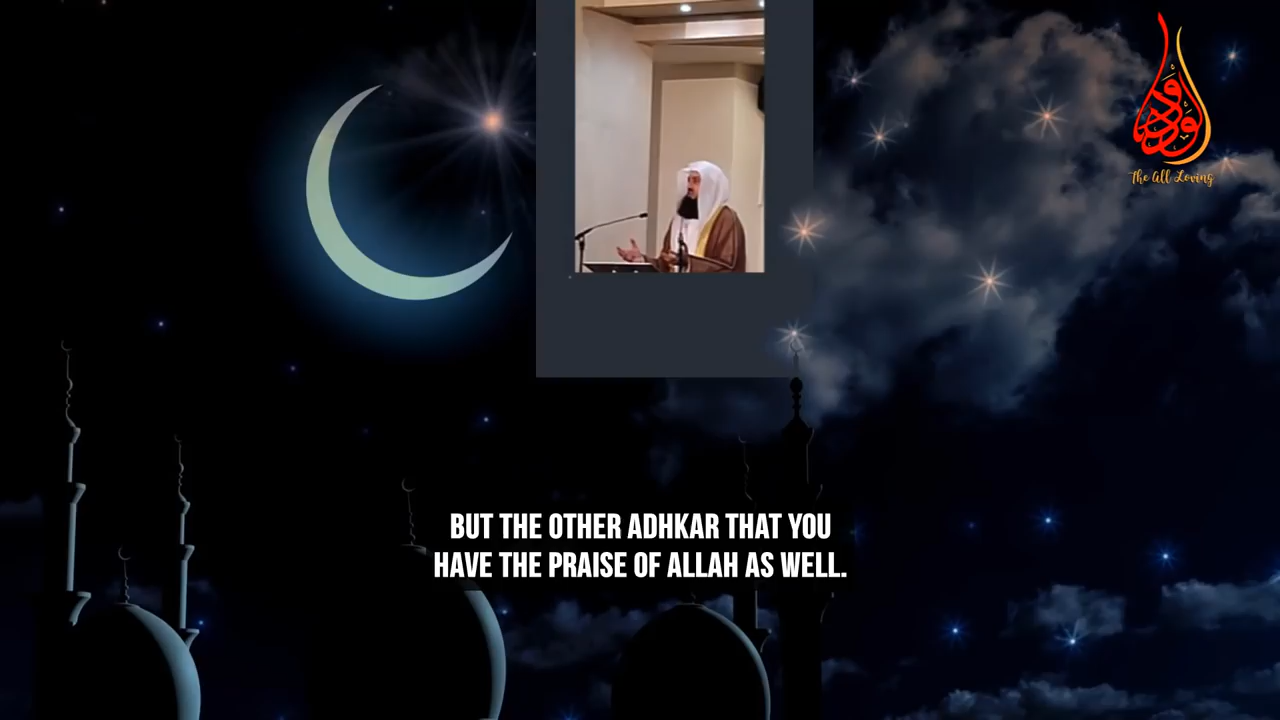 The All Loving
BUT THE OTHER ADHKAR THAT YOU
HAVE THE PRAISE OF ALLAH AS WELL.